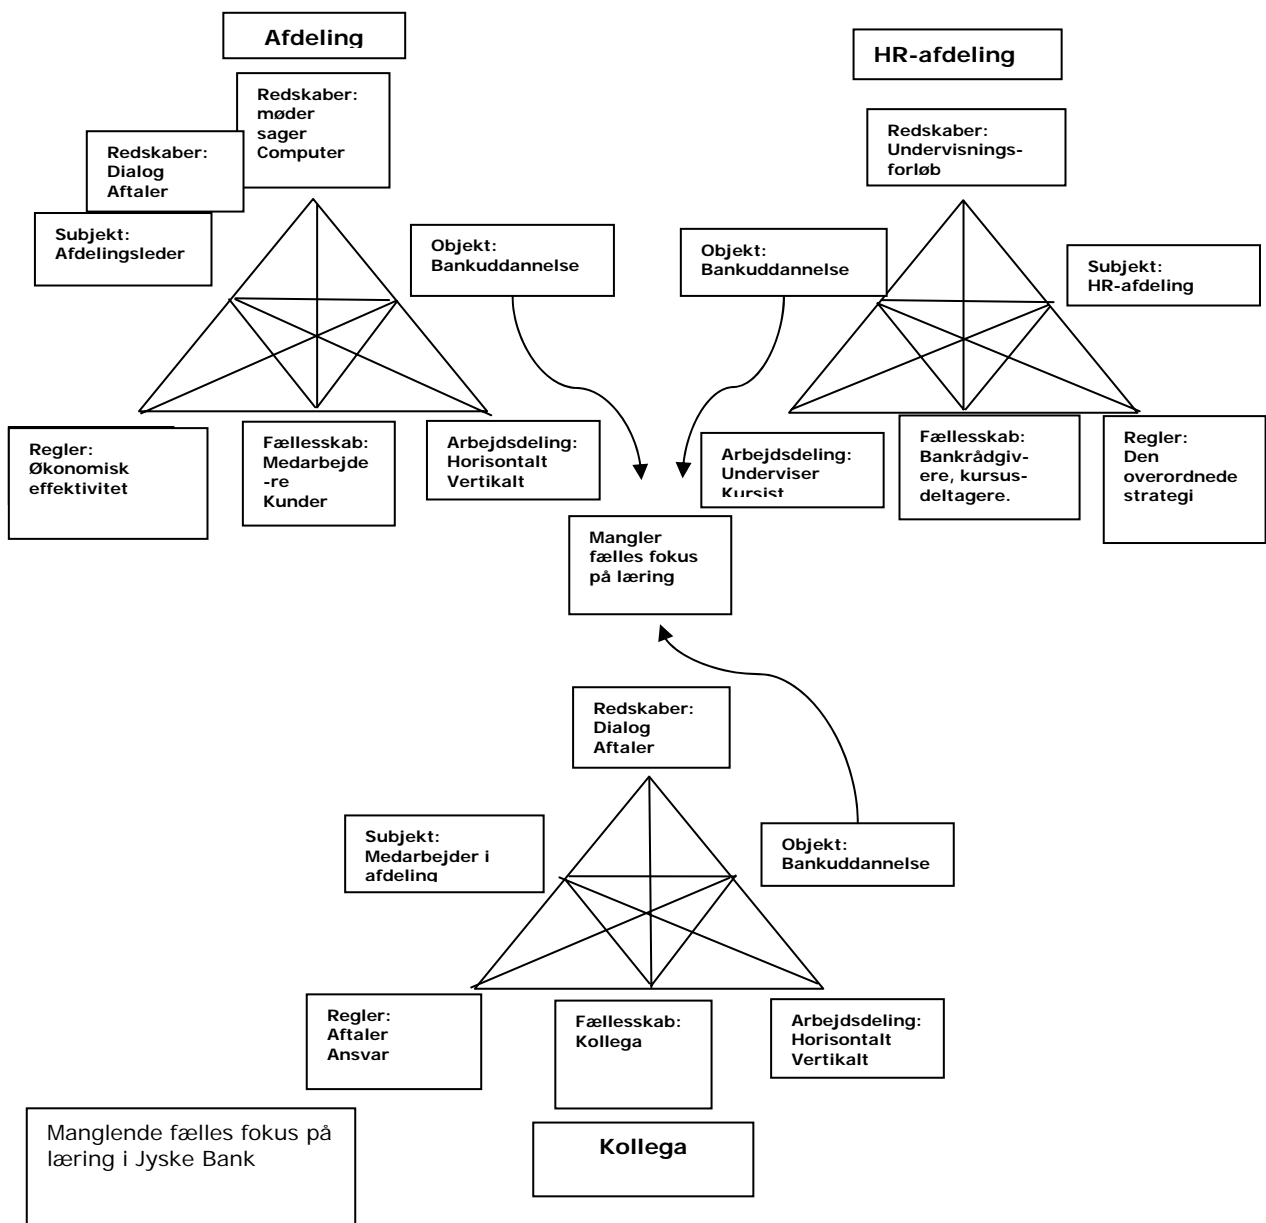 Afdeling
HR-afdeling
Redskaber:
møder
sager
Computer
Redskaber:
Dialog
Aftaler
Subjekt:
Afdelingsleder
Objekt:
Bankuddannelse
Redskaber:
Undervisnings-
forløb
Objekt:
Bankuddannelse
Subjekt:
HR-afdeling
Regler:
Økonomisk
effektivitet
Fællesskab:
Medarbejde
-re
Kunder
Arbejdsdeling:
Horisontalt
Vertikalt
Arbejdsdeling:
Underviser
Kursist
Fællesskab:
Bankrådgiv-
ere, kursus-
deltagere.
Regler:
Den
overordnede
strategi
Mangler
fælles fokus
på læring
Redskaber:
Dialog
Aftaler
Subjekt:
Medarbejder i
afdeling
Objekt:
Bankuddannelse
Regler:
Aftaler
Ansvar
Fællesskab:
Kollega
Arbejdsdeling:
Horisontalt
Vertikalt
Kollega
Manglende fælles fokus på
læring i Jyske Bank